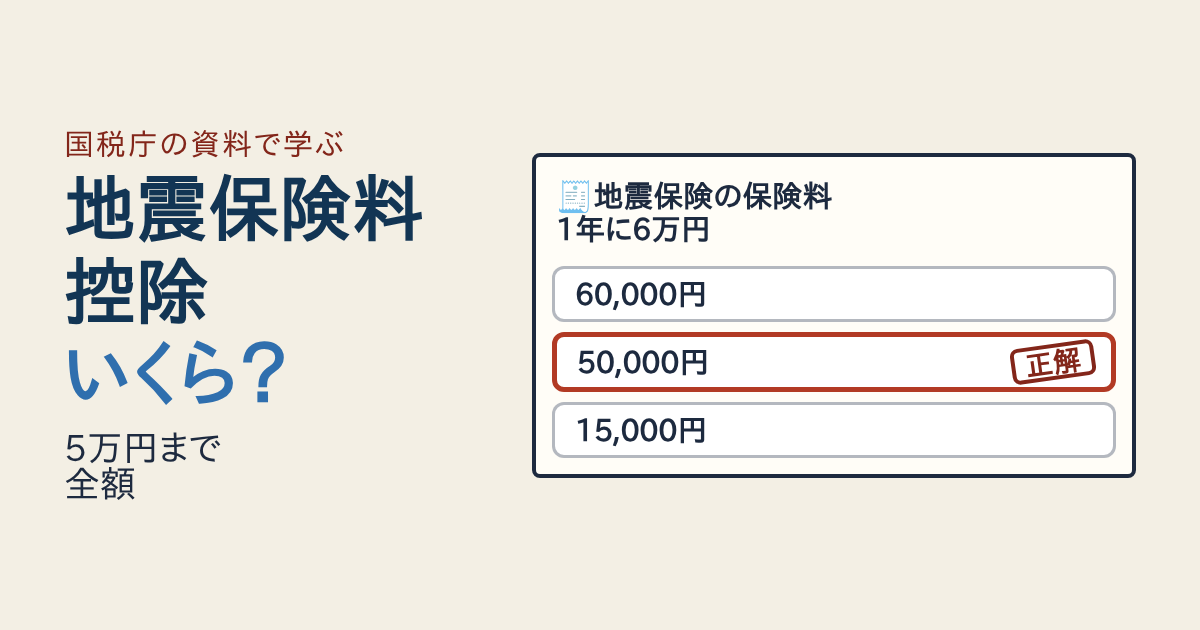 国税庁の資料で学ぶ
地震保険料
控除
いくら？
5万円まで
全額
🧾地震保険の保険料
1年に6万円
60,000円
50,000円
正解
15,000円